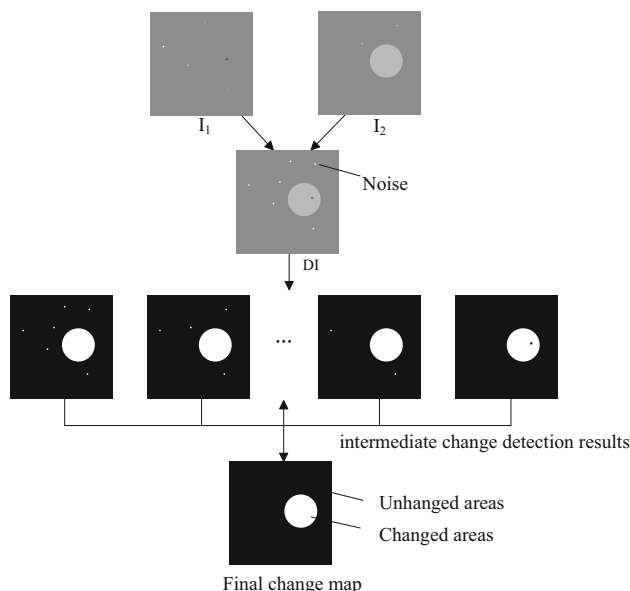 I1
I2
Noise
DI
...
intermediate change detection results
Unhanged areas
Changed areas
Final change map